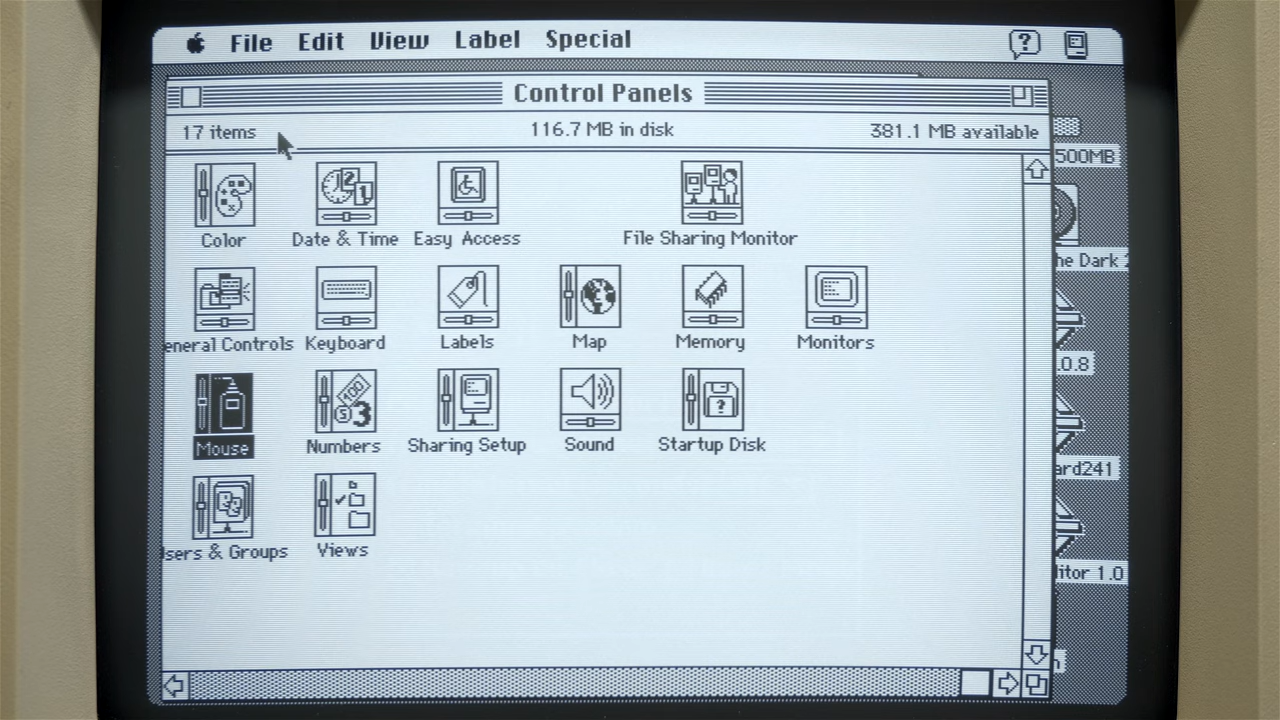 File Edit View Label Special
Control Panels
17 items 116.7 MB in disk 381.1 MB available
500MB
Color Date & Time Easy Access File Sharing Monitor
he Dark 2
eneral Controls Keyboard Labels Map Memory Monitors
.0.8
Mouse Numbers Sharing Setup Sound Startup Disk
ard241
sers & Groups Views
itor 1.0